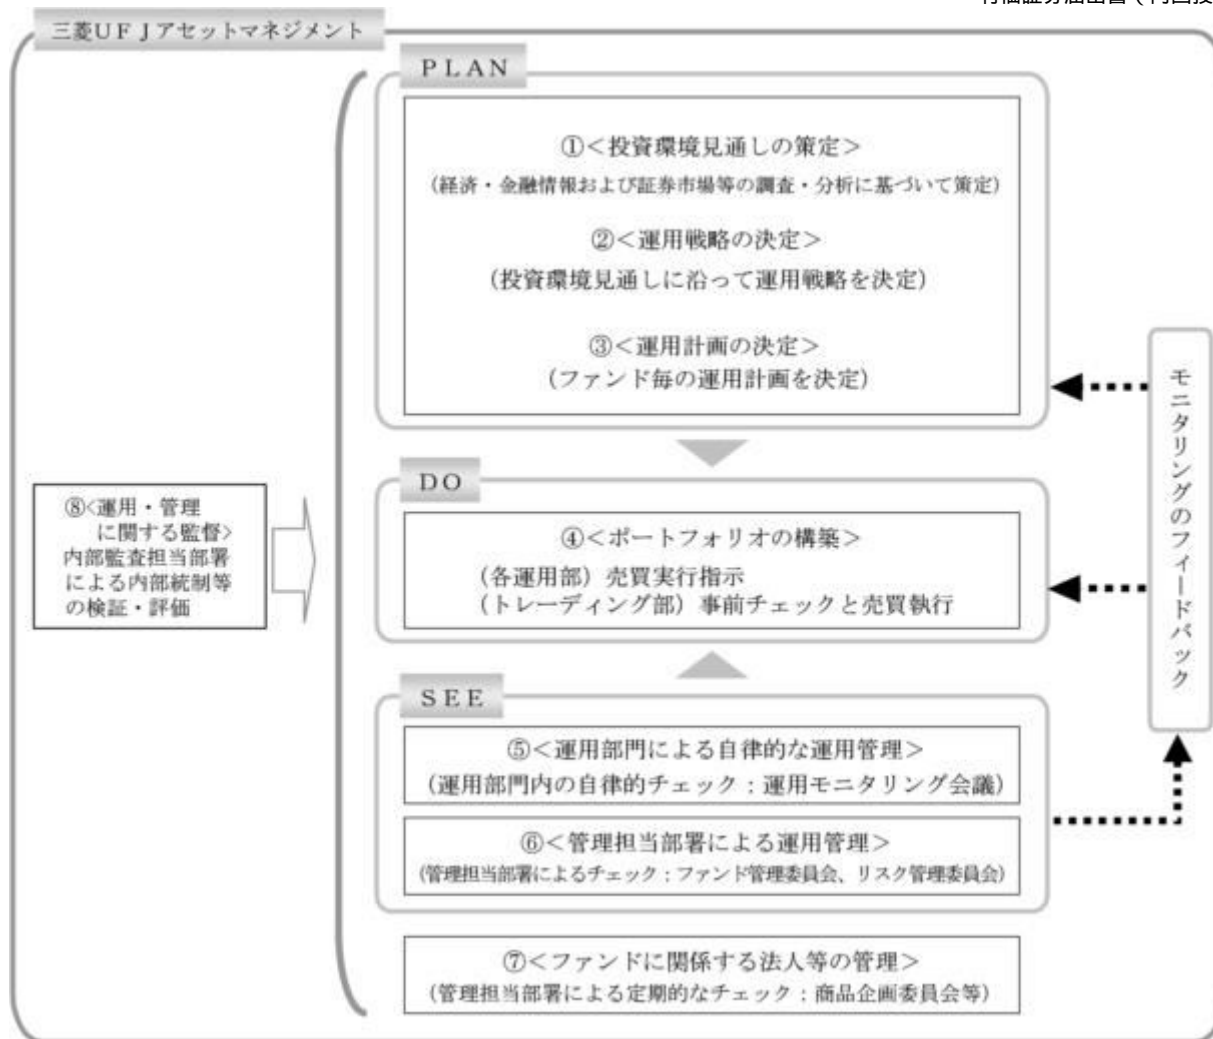 三菱UFJアセットマネジメント
PLAN
①<投資環境見通しの策定>
(経済・金融情報および証券市場等の調査・分析に基づいて策定)
②<運用戦略の決定>
(投資環境見通しに沿って運用戦略を決定)
③<運用計画の決定>
(ファンド毎の運用計画を決定)
DO
④<ポートフォリオの構築>
(各運用部)売買実行指示
(トレーディング部)事前チェックと売買執行
SEE
⑤<運用部門による自律的な運用管理>
(運用部門内の自律的チェック:運用モニタリング会議)
⑥<管理担当部署による運用管理>
(管理担当部署によるチェック:ファンド管理委員会、リスク管理委員会)
⑦<ファンドに関係する法人等の管理>
(管理担当部署による定期的なチェック:商品企画委員会等)
⑧<運用・管理
に関する監督>
内部監査担当部署
による内部統制等
の検証・評価
モニタリングのフィードバック